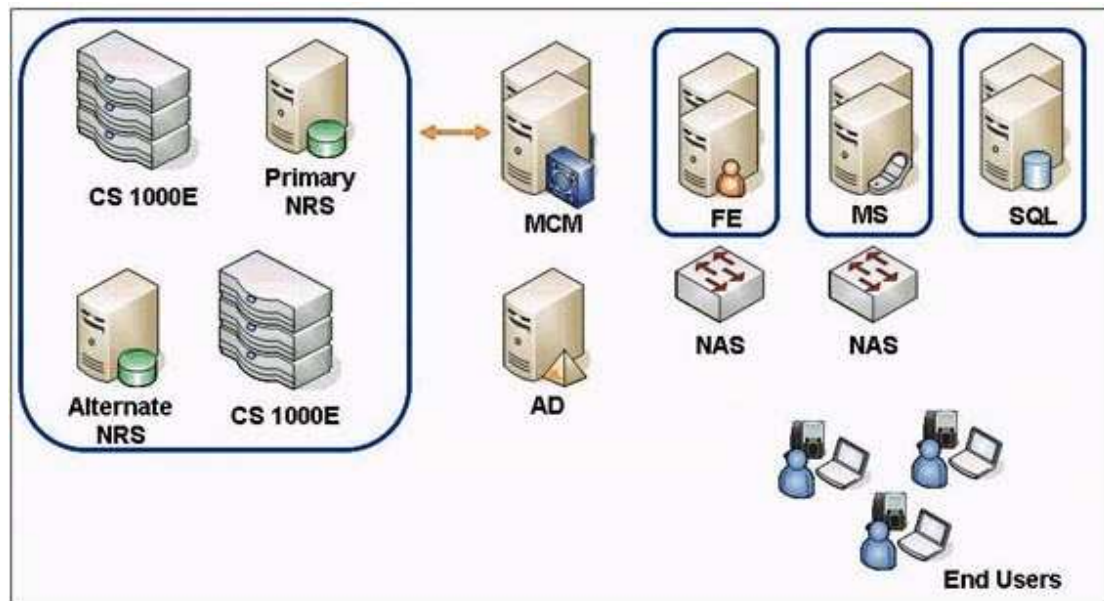 CS 1000E
Primary
NRS
Alternate
NRS
CS 1000E
MCM
AD
FE
MS
SQL
NAS
NAS
End Users